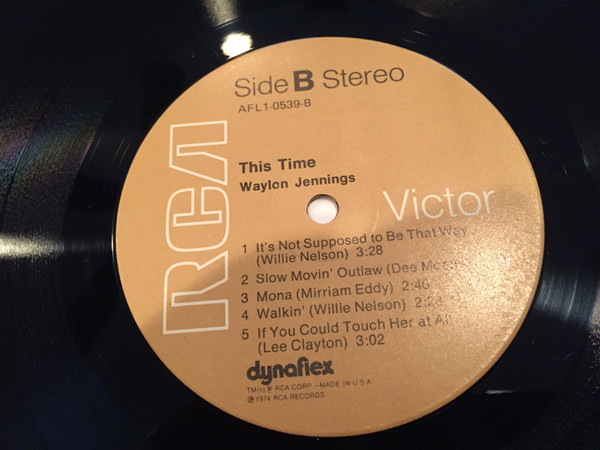 Side B Stereo
AFL1-0539-B
RCA
This Time
Waylon Jennings
Victor
1 It's Not Supposed to Be That Way
(Willie Nelson) 3:28
2 Slow Movin' Outlaw (Dee
3 Mona (Mirriam Eddy) 2:46
4 Walkin' (Willie Nelson)
5 If You Could Touch Her at All
(Lee Clayton) 3:02
dynaflex
TM(s) ® RCA CORP.—MADE IN U.S.A.
℗ 1974 RCA RECORDS